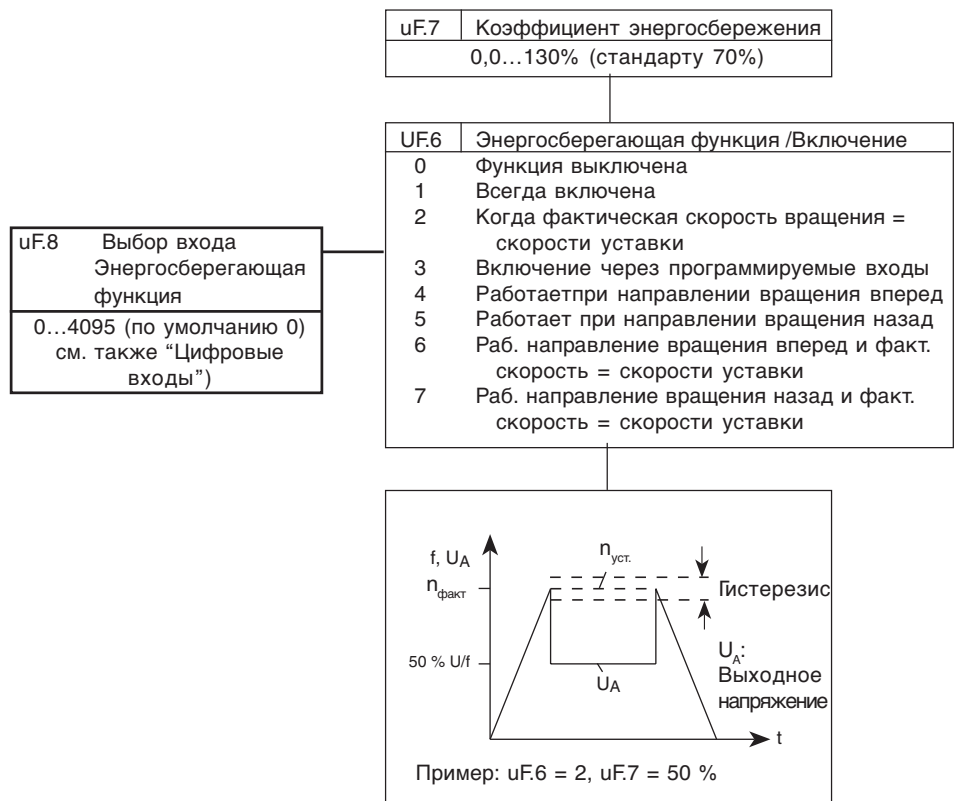 uF.7 Коэффициент энергосбережения
0,0...130% (стандарту 70%)
UF.6 Энергосберегающая функция /Включение
0 Функция выключена
1 Всегда включена
2 Когда фактическая скорость вращения =
скорости уставки
3 Включение через программируемые входы
4 Работаетпри направлении вращения вперед
5 Работает при направлении вращения назад
6 Раб. направление вращения вперед и факт.
скорость = скорости уставки
7 Раб. направление вращения назад и факт.
скорость = скорости уставки
uF.8 Выбор входа
Энергосберегающая
функция
0...4095 (по умолчанию 0)
см. также “Цифровые
входы”)
f, UA
nуст.
nфакт
Гистерезис
50 % U/f
UA
UA:
Выходное
напряжение
t
Пример: uF.6 = 2, uF.7 = 50 %